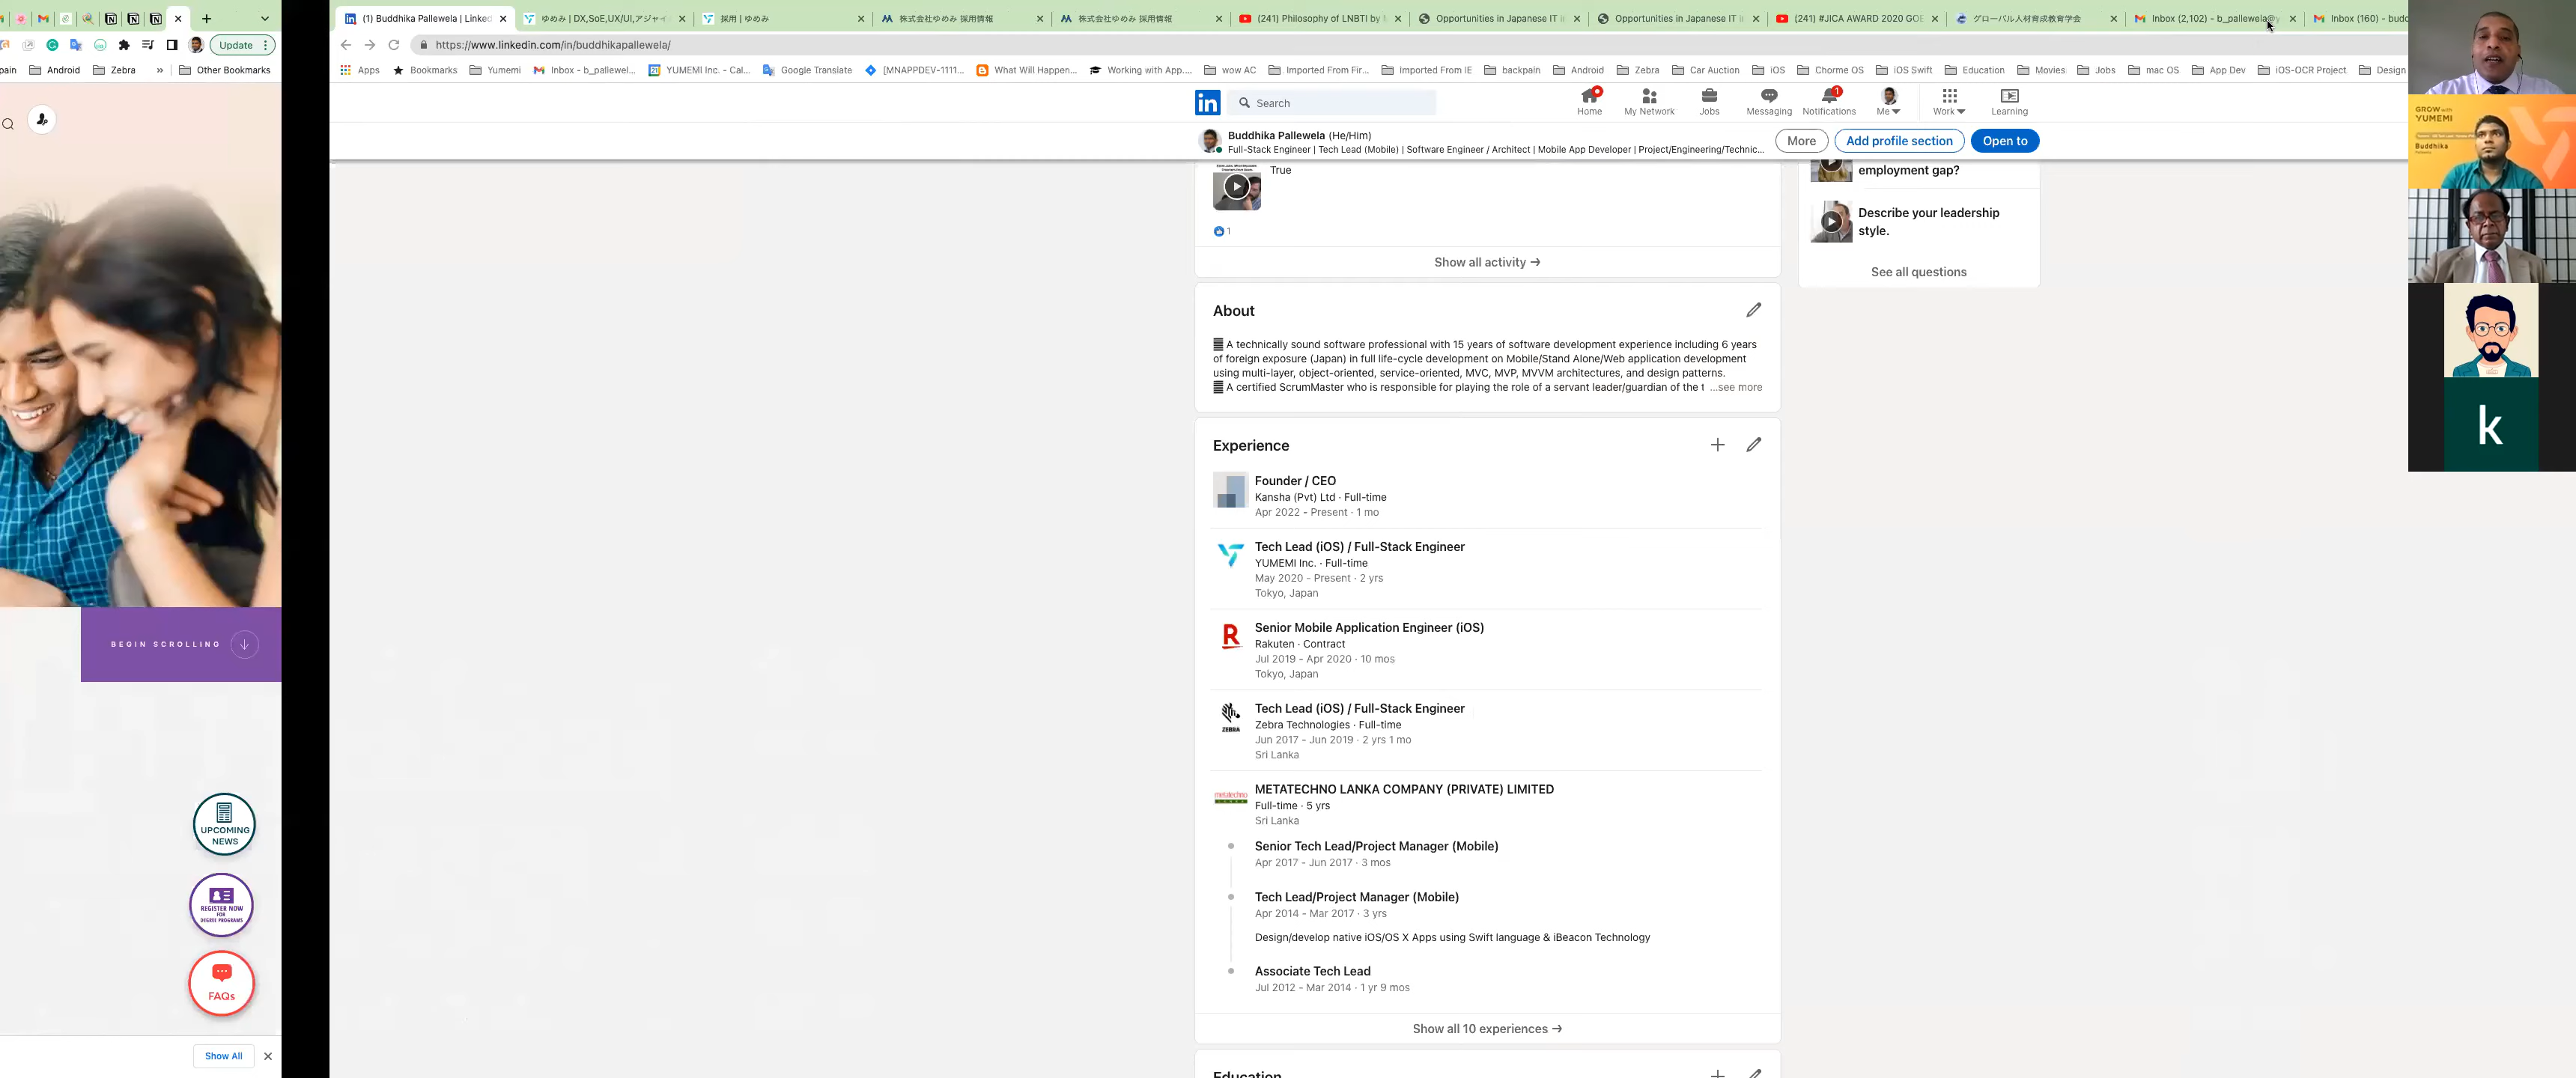 Update
Android
Zebra
»
Other Bookmarks
BEGIN SCROLLING
UPCOMING
NEWS
REGISTER NOW
FOR
DEGREE PROGRAMS
FAQs
Show All
(1) Buddhika Pallewela | Linked
ゆめみ | DX,SoE,UX/UI,アジャイ
採用 | ゆめみ
株式会社ゆめみ 採用情報
株式会社ゆめみ 採用情報
(241) Philosophy of LNBTI by
Opportunities in Japanese IT i
Opportunities in Japanese IT i
(241) #JICA AWARD 2020 GOE
グローバル人材育成教育学会
Inbox (2,102) - b_pallewela@y
Inbox (160) - budd
https://www.linkedin.com/in/buddhikapallewela/
Apps
Bookmarks
Yumemi
Inbox - b_pallewel...
YUMEMI Inc. - Cal...
Google Translate
[MNAPPDEV-1111...
What Will Happen...
Working with App....
wow AC
Imported From Fir...
Imported From IE
backpain
Android
Zebra
Car Auction
iOS
Chorme OS
iOS Swift
Education
Movies
Jobs
mac OS
App Dev
iOS-OCR Project
Design
in
Search
Home
My Network
Jobs
Messaging
1
Notifications
Me
Work
Learning
Buddhika Pallewela (He/Him)
Full-Stack Engineer | Tech Lead (Mobile) | Software Engineer / Architect | Mobile App Developer | Project/Engineering/Technic...
More
Add profile section
Open to
True
1
Show all activity →
employment gap?
Describe your leadership
style.
See all questions
About
A technically sound software professional with 15 years of software development experience including 6 years
of foreign exposure (Japan) in full life-cycle development on Mobile/Stand Alone/Web application development
using multi-layer, object-oriented, service-oriented, MVC, MVP, MVVM architectures, and design patterns.
A certified ScrumMaster who is responsible for playing the role of a servant leader/guardian of the t ...see more
Experience
Founder / CEO
Kansha (Pvt) Ltd · Full-time
Apr 2022 - Present · 1 mo
Tech Lead (iOS) / Full-Stack Engineer
YUMEMI Inc. · Full-time
May 2020 - Present · 2 yrs
Tokyo, Japan
R
Senior Mobile Application Engineer (iOS)
Rakuten · Contract
Jul 2019 - Apr 2020 · 10 mos
Tokyo, Japan
ZEBRA
Tech Lead (iOS) / Full-Stack Engineer
Zebra Technologies · Full-time
Jun 2017 - Jun 2019 · 2 yrs 1 mo
Sri Lanka
METATECHNO LANKA COMPANY (PRIVATE) LIMITED
Full-time · 5 yrs
Sri Lanka
Senior Tech Lead/Project Manager (Mobile)
Apr 2017 - Jun 2017 · 3 mos
Tech Lead/Project Manager (Mobile)
Apr 2014 - Mar 2017 · 3 yrs
Design/develop native iOS/OS X Apps using Swift language & iBeacon Technology
Associate Tech Lead
Jul 2012 - Mar 2014 · 1 yr 9 mos
Show all 10 experiences →
Education
GROW with
YUMEMI
Buddhika
k